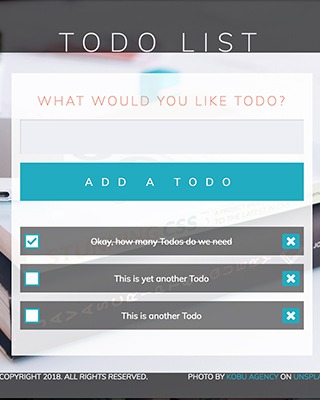 TODO LIST
WHAT WOULD YOU LIKE TODO?
ADD A TODO
Okay, how many Todos do we need
This is yet another Todo
This is another Todo
COPYRIGHT 2018. ALL RIGHTS RESERVED.
PHOTO BY KOBU AGENCY ON UNSPLA